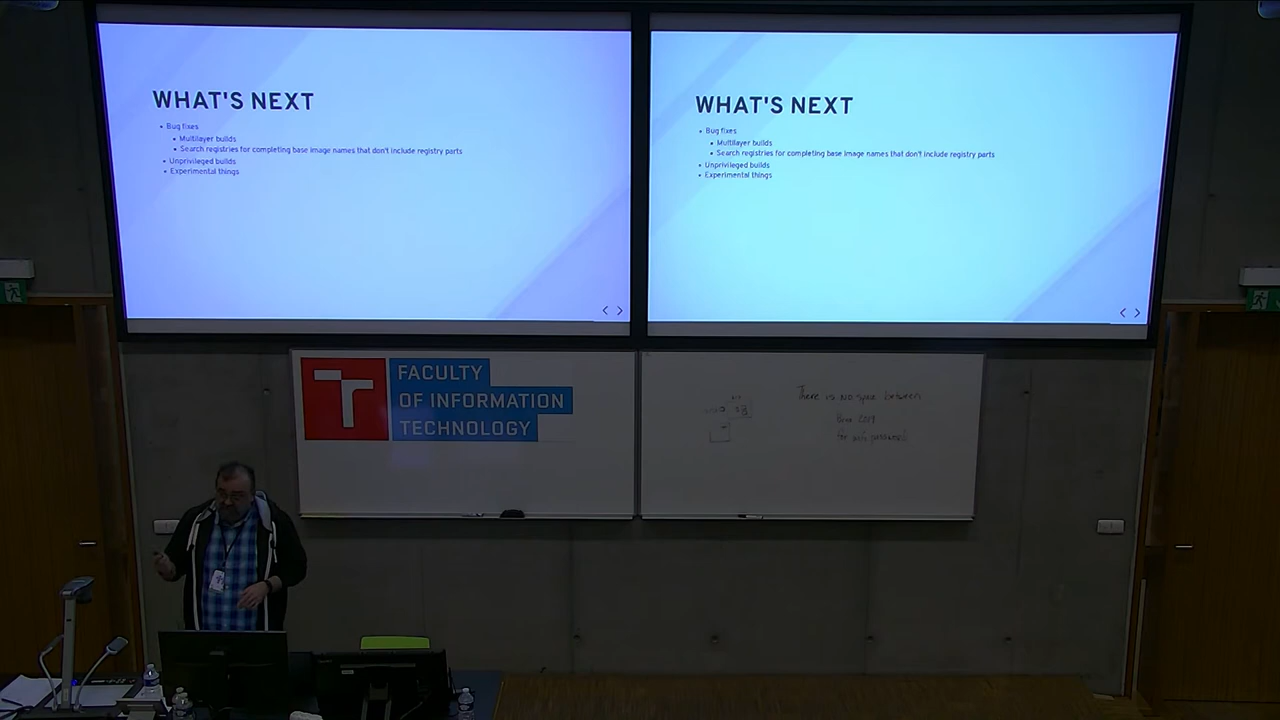 WHAT'S NEXT
• Bug fixes
• Multilayer builds
• Search registries for completing base image names that don't include registry parts
• Unprivileged builds
• Experimental things
WHAT'S NEXT
• Bug fixes
• Multilayer builds
• Search registries for completing base image names that don't include registry parts
• Unprivileged builds
• Experimental things
FACULTY
OF INFORMATION
TECHNOLOGY
There is NO space between